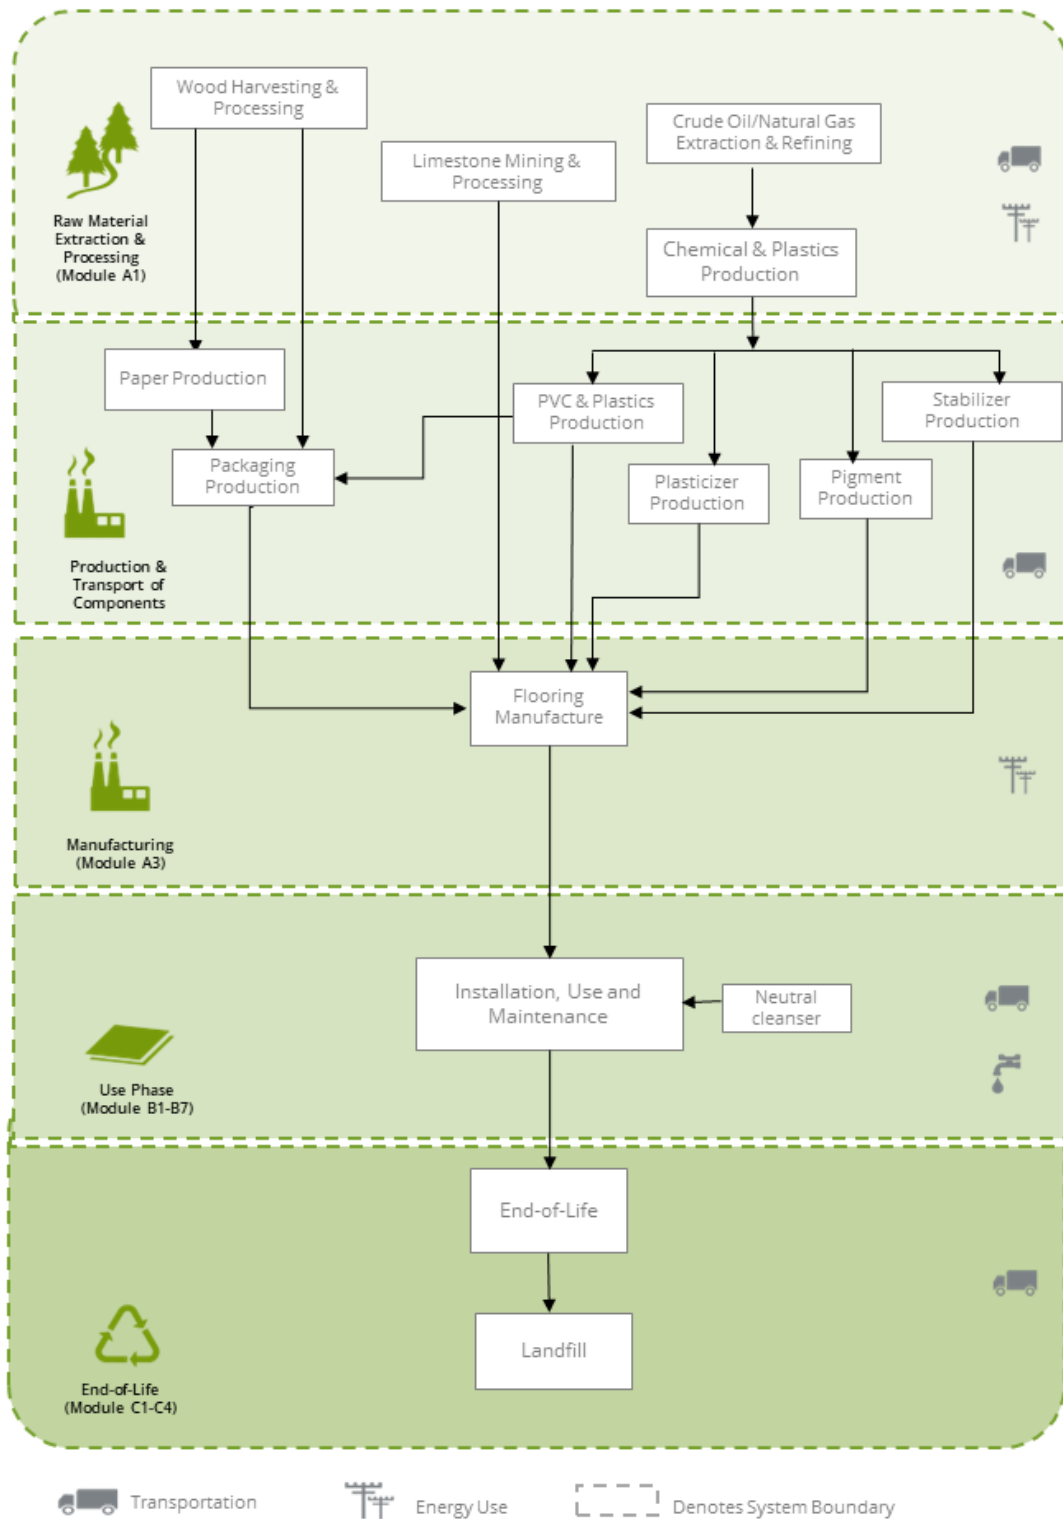 Wood Harvesting &
Processing
Crude Oil/Natural Gas
Extraction & Refining
Limestone Mining &
Processing
Raw Material
Extraction &
Processing
(Module A1)
Chemical & Plastics
Production
Paper Production
PVC & Plastics
Production
Stabilizer
Production
Packaging
Production
Plasticizer
Production
Pigment
Production
Production &
Transport of
Components
Flooring
Manufacture
Manufacturing
(Module A3)
Installation, Use and
Maintenance
Neutral
cleanser
Use Phase
(Module B1-B7)
End-of-Life
Landfill
End-of-Life
(Module C1-C4)
Transportation
Energy Use
Denotes System Boundary